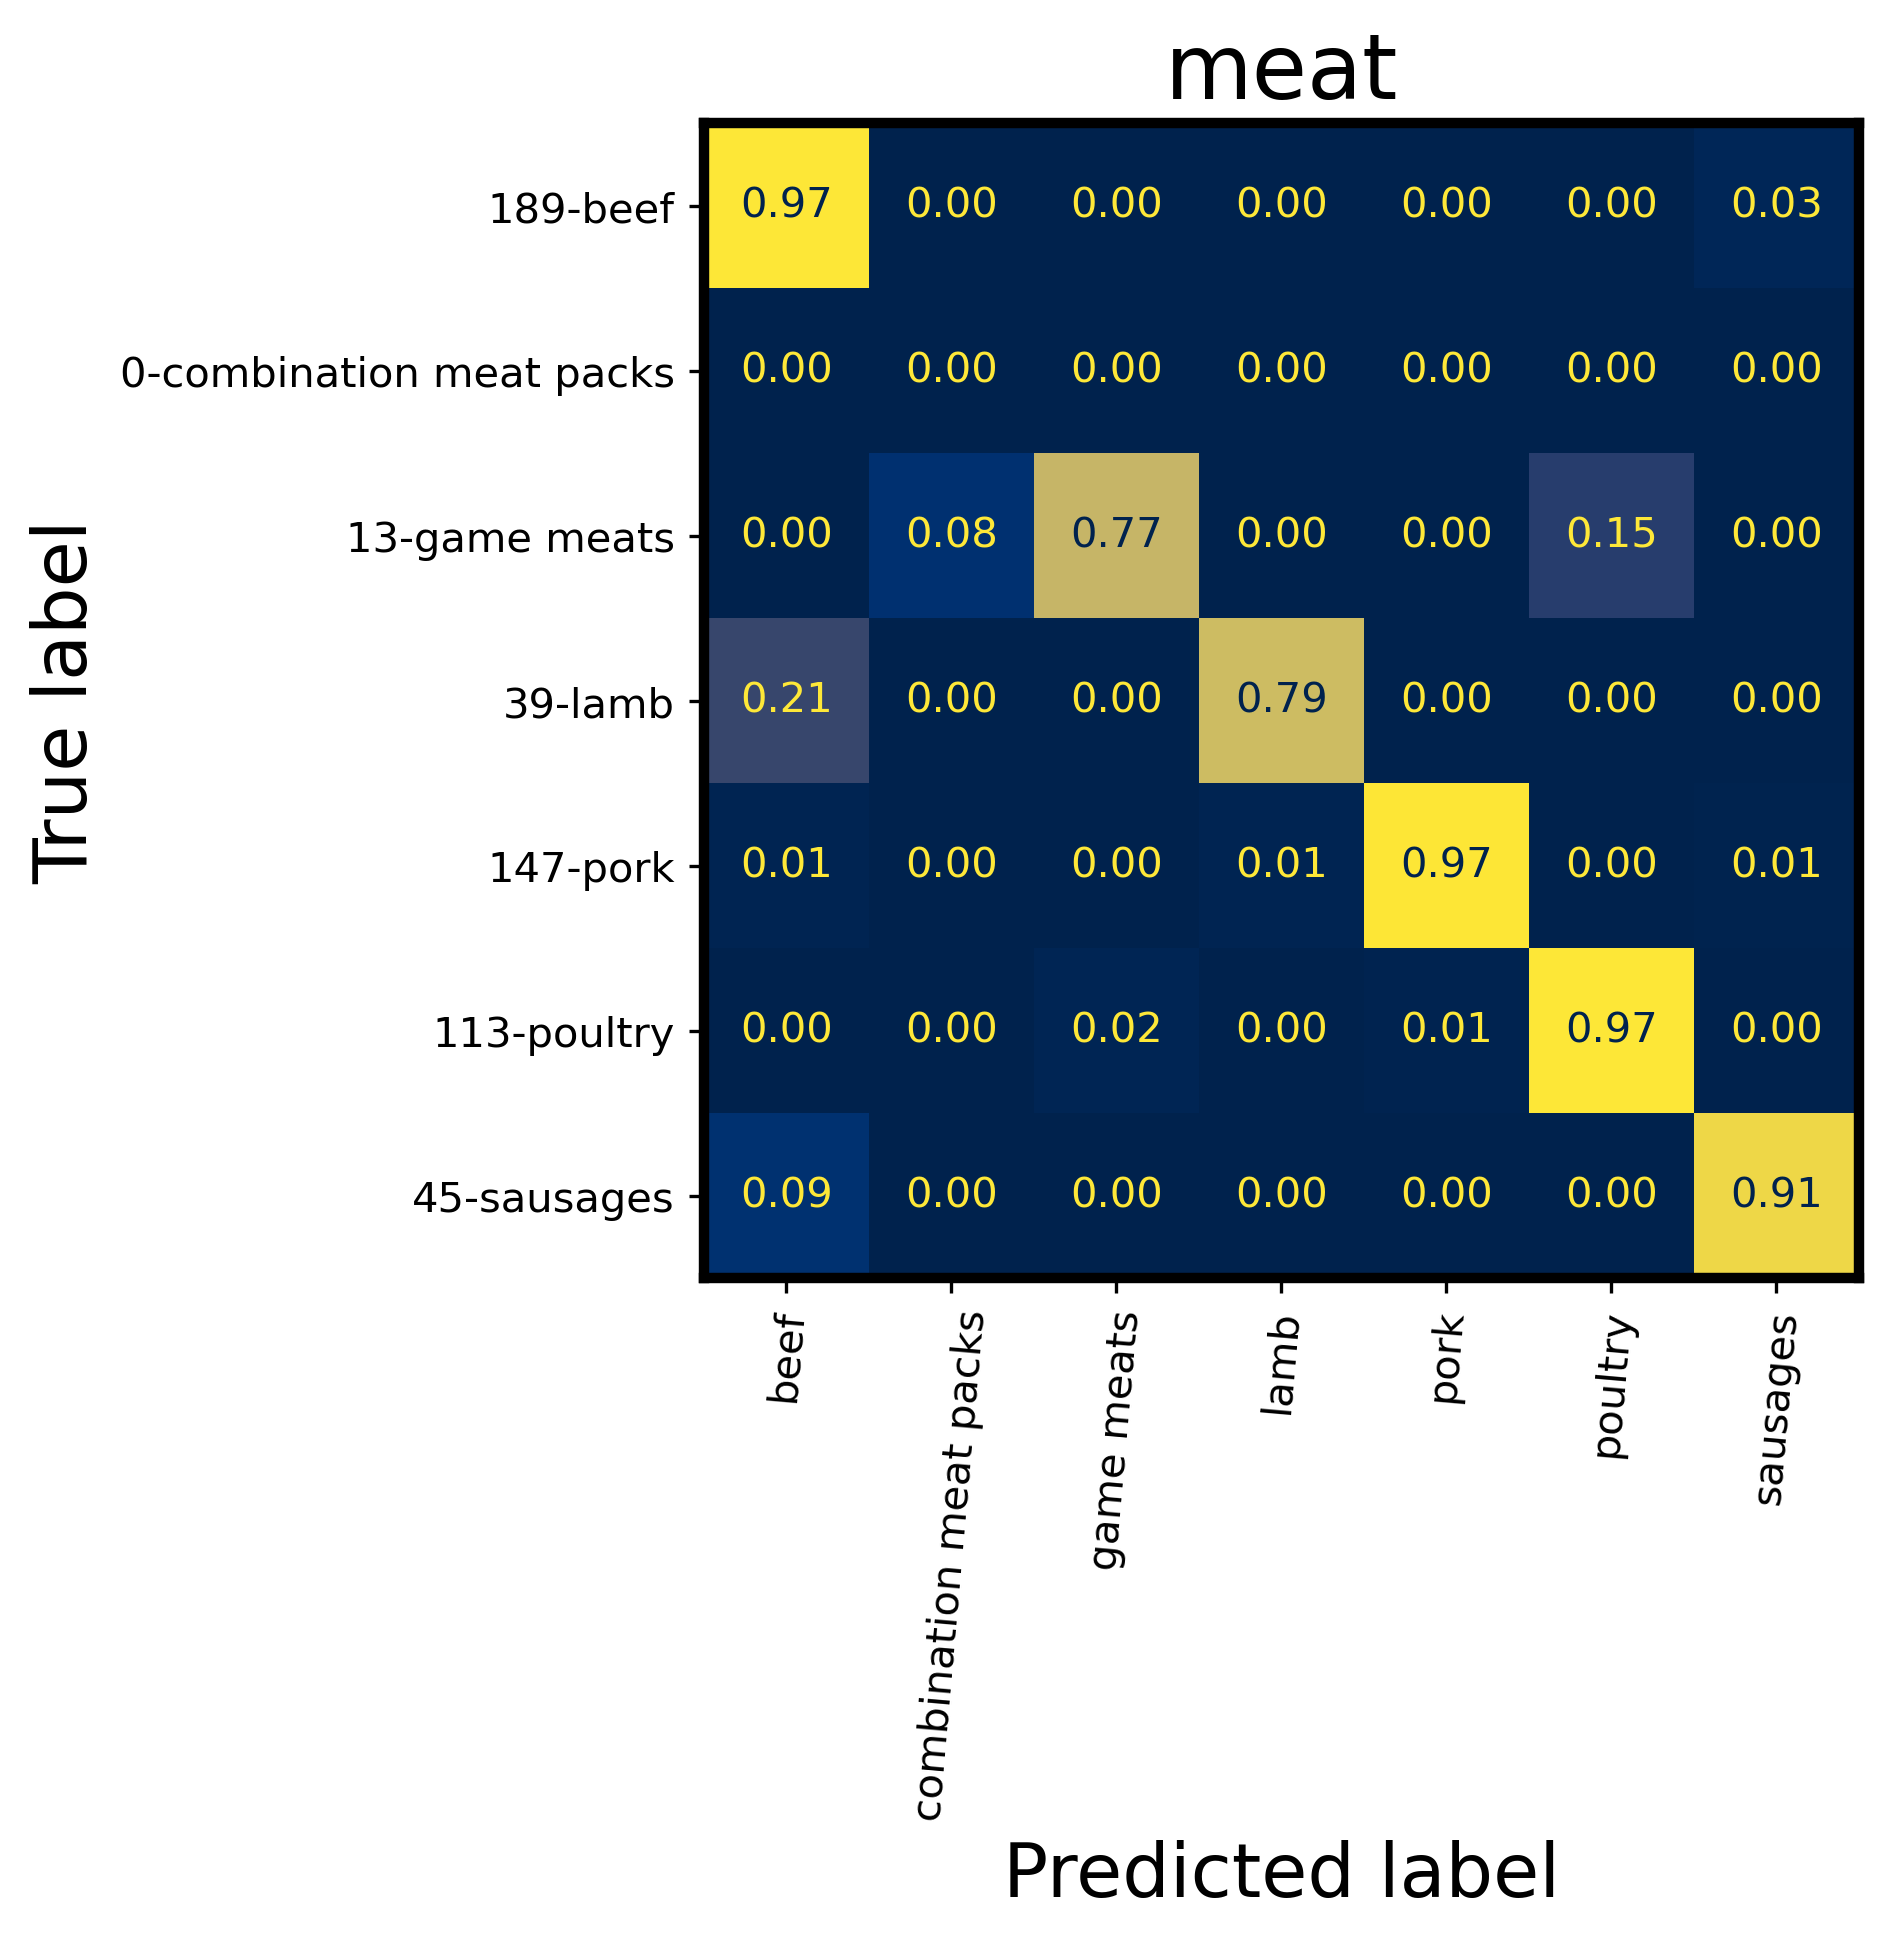 meat
True label
189-beef 0.97 0.00 0.00 0.00 0.00 0.00 0.03
0-combination meat packs 0.00 0.00 0.00 0.00 0.00 0.00 0.00
13-game meats 0.00 0.08 0.77 0.00 0.00 0.15 0.00
39-lamb 0.21 0.00 0.00 0.79 0.00 0.00 0.00
147-pork 0.01 0.00 0.00 0.01 0.97 0.00 0.01
113-poultry 0.00 0.00 0.02 0.00 0.01 0.97 0.00
45-sausages 0.09 0.00 0.00 0.00 0.00 0.00 0.91
beef
combination meat packs
game meats
lamb
pork
poultry
sausages
Predicted label